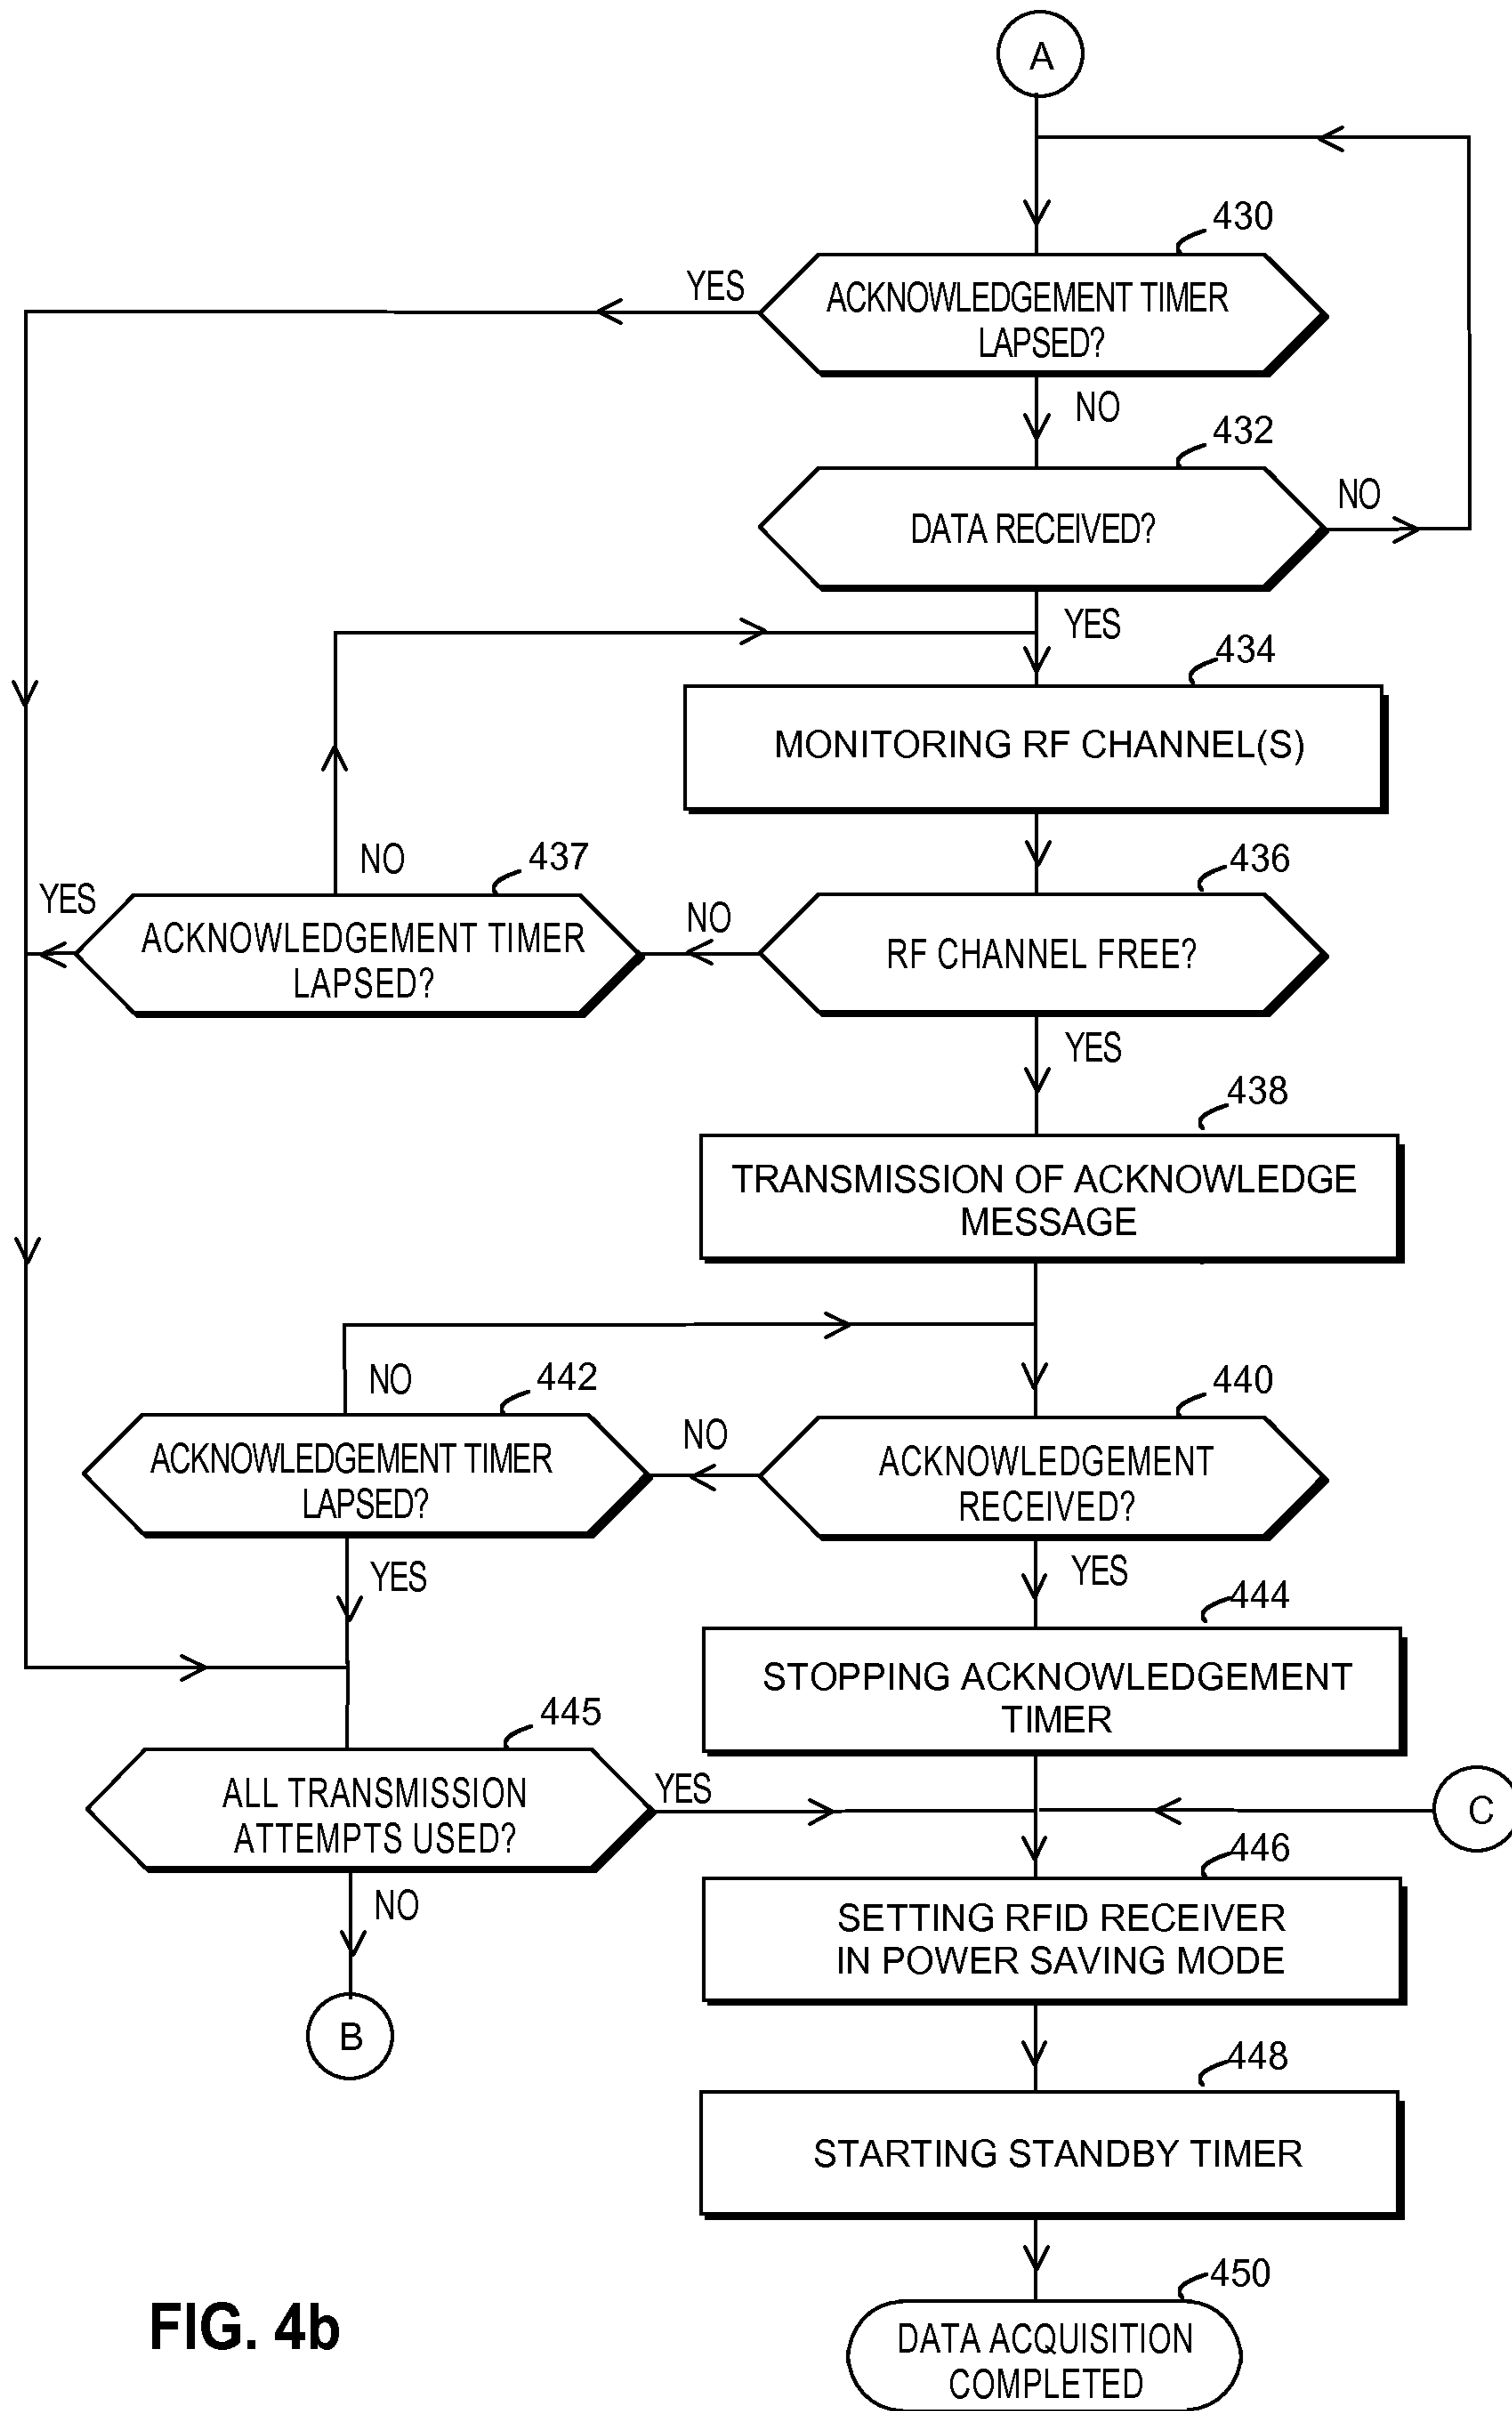 A
430
YES
ACKNOWLEDGEMENT TIMER
LAPSED?
NO
432
DATA RECEIVED?
NO
YES
434
MONITORING RF CHANNEL(S)
NO
437
436
YES
ACKNOWLEDGEMENT TIMER
LAPSED?
NO
RF CHANNEL FREE?
YES
438
TRANSMISSION OF ACKNOWLEDGE
MESSAGE
NO
442
440
ACKNOWLEDGEMENT TIMER
LAPSED?
NO
ACKNOWLEDGEMENT
RECEIVED?
YES
YES
444
STOPPING ACKNOWLEDGEMENT
TIMER
445
ALL TRANSMISSION
ATTEMPTS USED?
YES
C
446
NO
SETTING RFID RECEIVER
IN POWER SAVING MODE
B
448
STARTING STANDBY TIMER
450
DATA ACQUISITION
COMPLETED
FIG. 4b